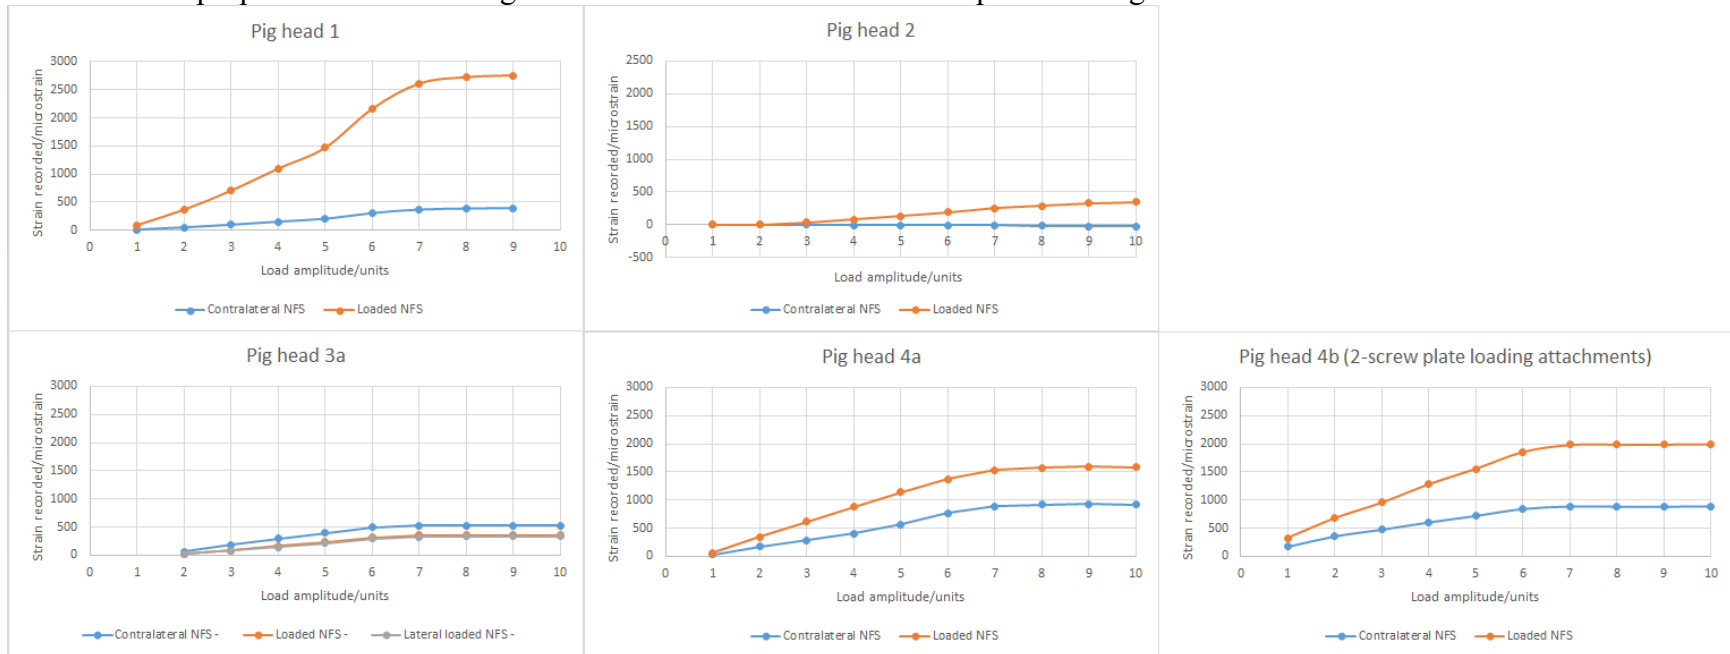 Pig head 1
3000
2500
2000
1500
1000
500
0
0 1 2 3 4 5 6 7 8 9 10
Strain recorded/microstrain
Load amplitude/units
Contralateral NFS Loaded NFS
Pig head 2
2500
2000
1500
1000
500
0
-500
0 1 2 3 4 5 6 7 8 9 10
Strain recorded/microstrain
Load amplitude/units
Contralateral NFS Loaded NFS
Pig head 3a
3000
2500
2000
1500
1000
500
0
0 1 2 3 4 5 6 7 8 9 10
Strain recorded/microstrain
Load amplitude/units
Contralateral NFS - Loaded NFS - Lateral loaded NFS -
Pig head 4a
3000
2500
2000
1500
1000
500
0
0 1 2 3 4 5 6 7 8 9 10
Strain recorded/microstrain
Load amplitude/units
Contralateral NFS Loaded NFS
Pig head 4b (2-screw plate loading attachments)
3000
2500
2000
1500
1000
500
0
0 1 2 3 4 5 6 7 8 9 10
Stran recorded/microstrain
Load amplitude/units
Contralateral NFS Loaded NFS